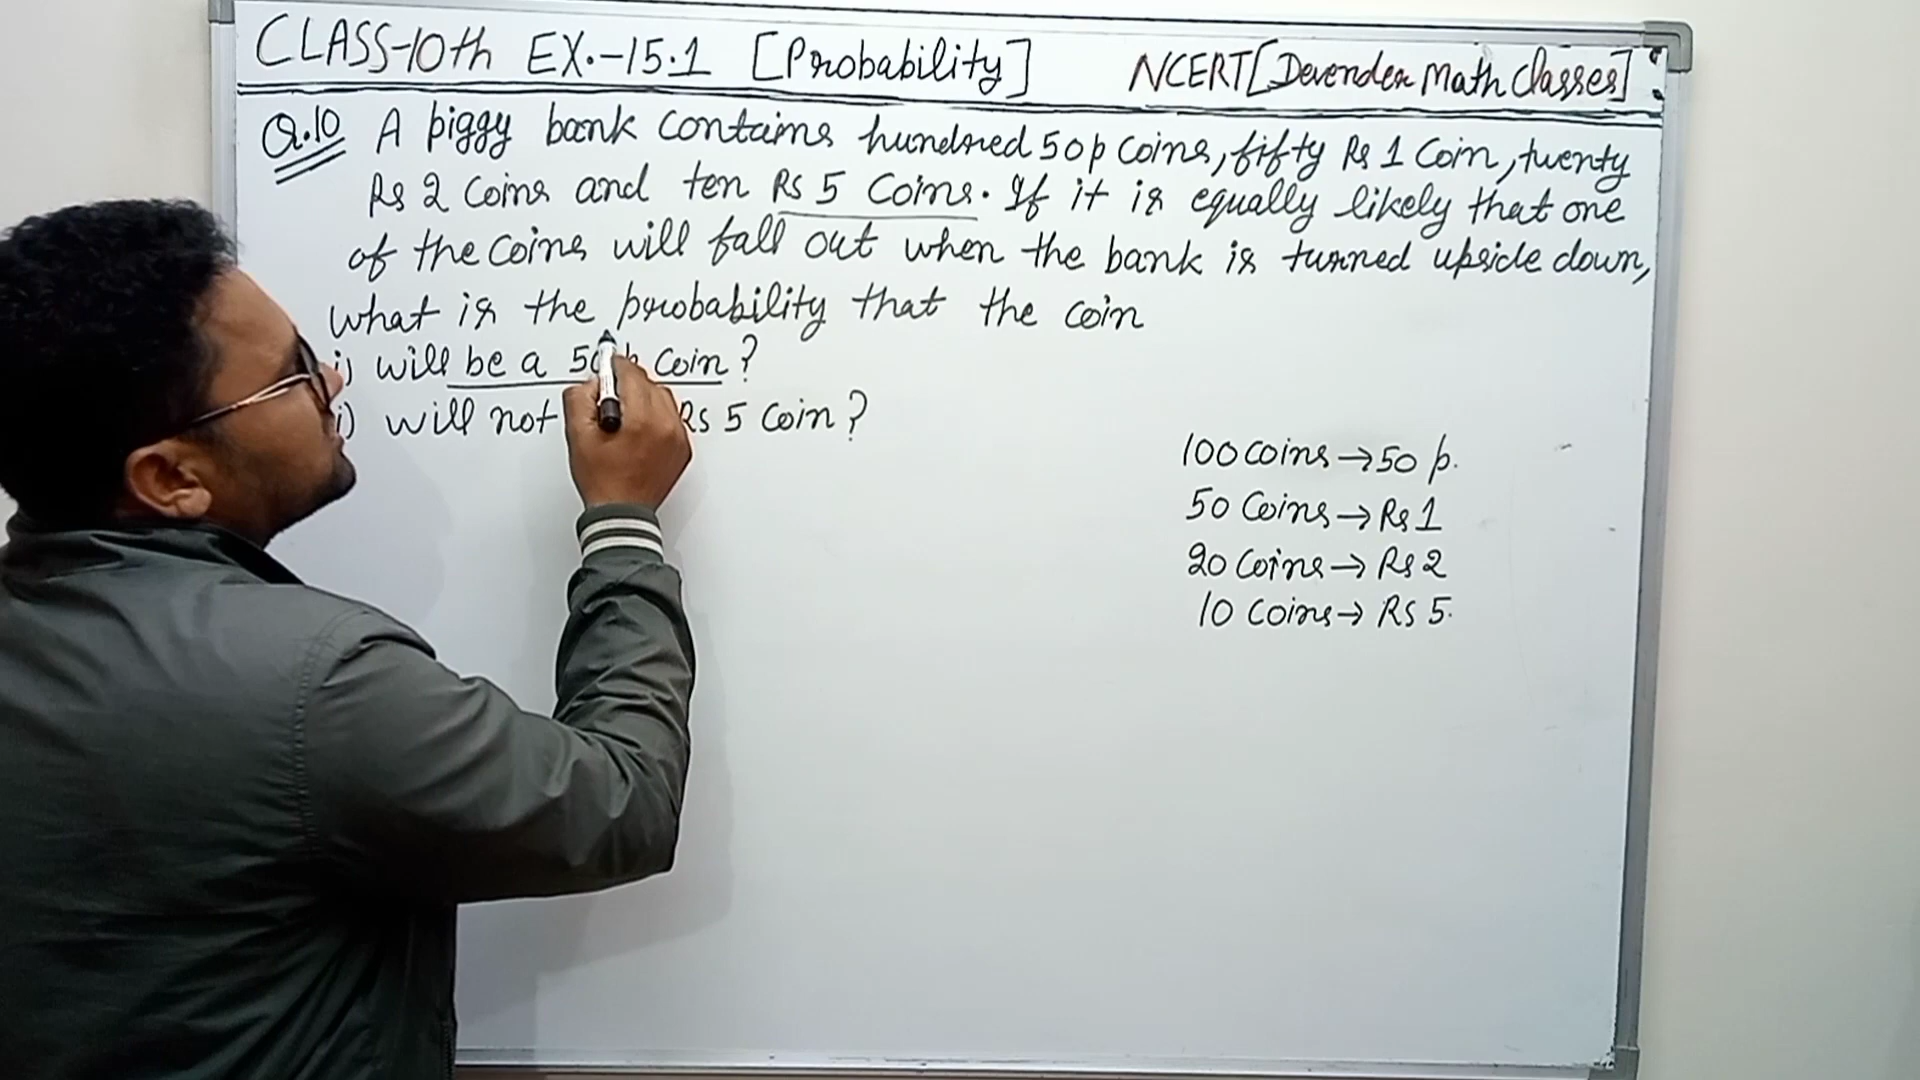 CLASS-10th EX.-15.1 [Probability] NCERT[Devender Math Classes]
Q.10 A piggy bank contains hundred 50p coins, fifty Rs 1 Coin, twenty
Rs 2 Coins and ten Rs 5 Coins. If it is equally likely that one
of the coins will fall out when the bank is turned upside down,
what is the probability that the coin
i) will be a 50p Coin?
i) will not Rs 5 Coin?
100 coins→50 p.
50 Coins→Rs 1
20 Coins→Rs 2
10 Coins→Rs 5.